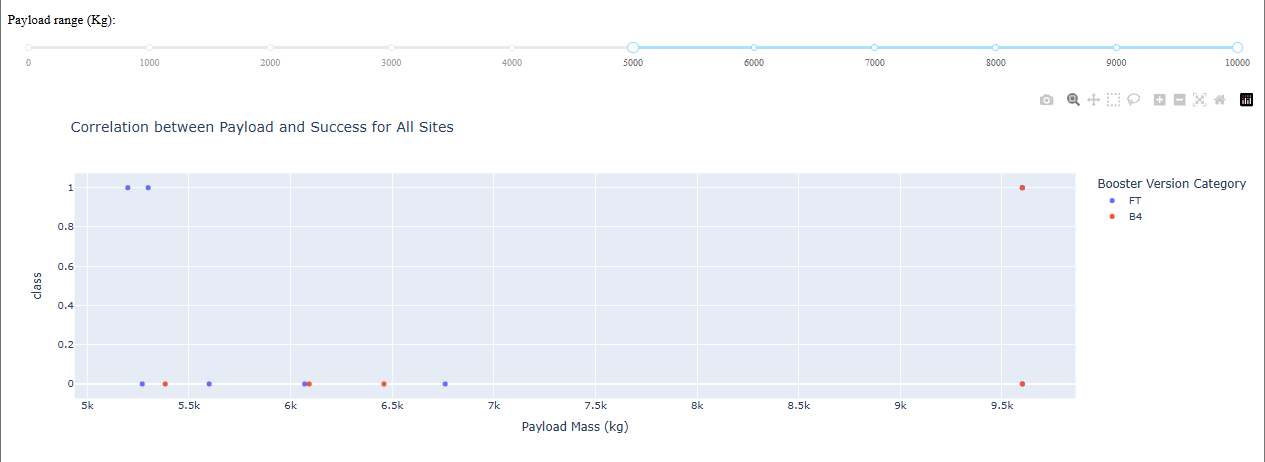 Payload range (Kg):
0 1000 2000 3000 4000 5000 6000 7000 8000 9000 10000
Correlation between Payload and Success for All Sites
Booster Version Category
FT
B4
1
0.8
0.6
0.4
0.2
0
class
5k 5.5k 6k 6.5k 7k 7.5k 8k 8.5k 9k 9.5k
Payload Mass (kg)